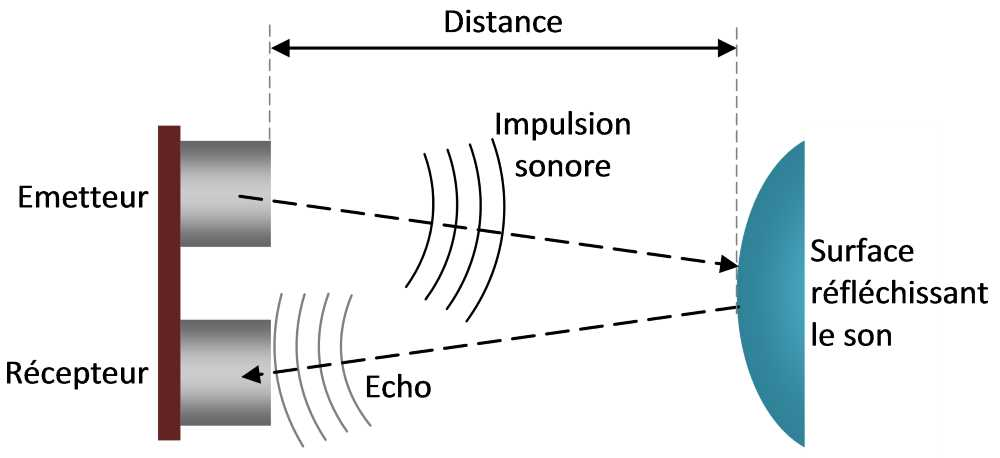 Distance
Impulsion
sonore
Emetteur
Surface
réfléchissant
le son
Récepteur
Echo